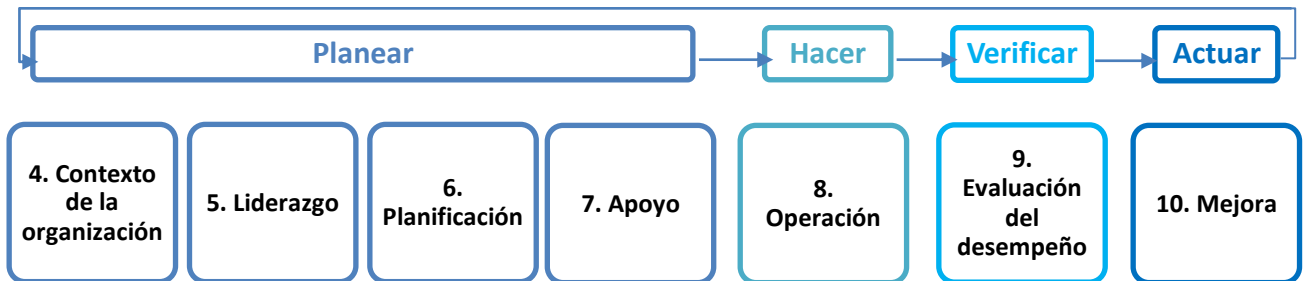 Planear
Hacer
Verificar
Actuar
4. Contexto
de la
organización
5. Liderazgo
6.
Planificación
7. Apoyo
8.
Operación
9.
Evaluación
del
desempeño
10. Mejora